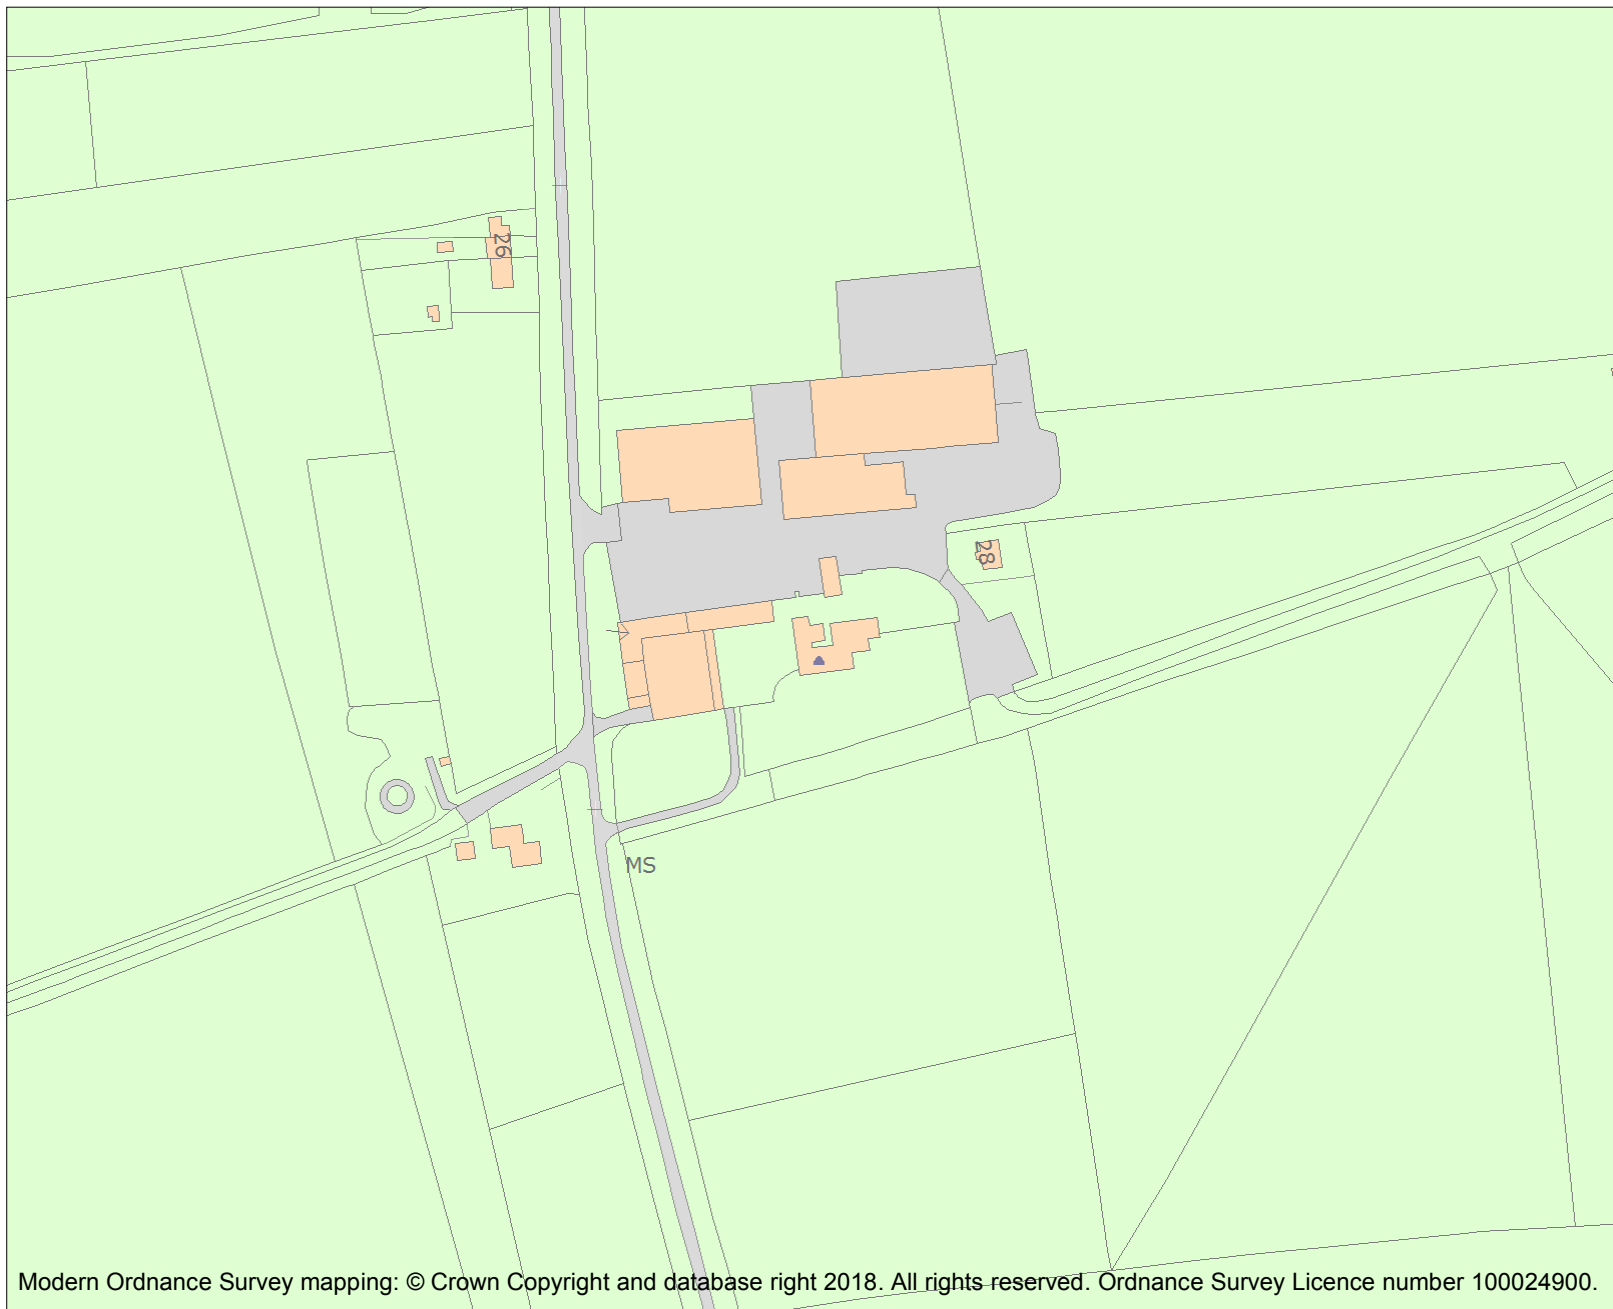 26
28
MS
Modern Ordnance Survey mapping: © Crown Copyright and database right 2018. All rights reserved. Ordnance Survey Licence number 100024900.